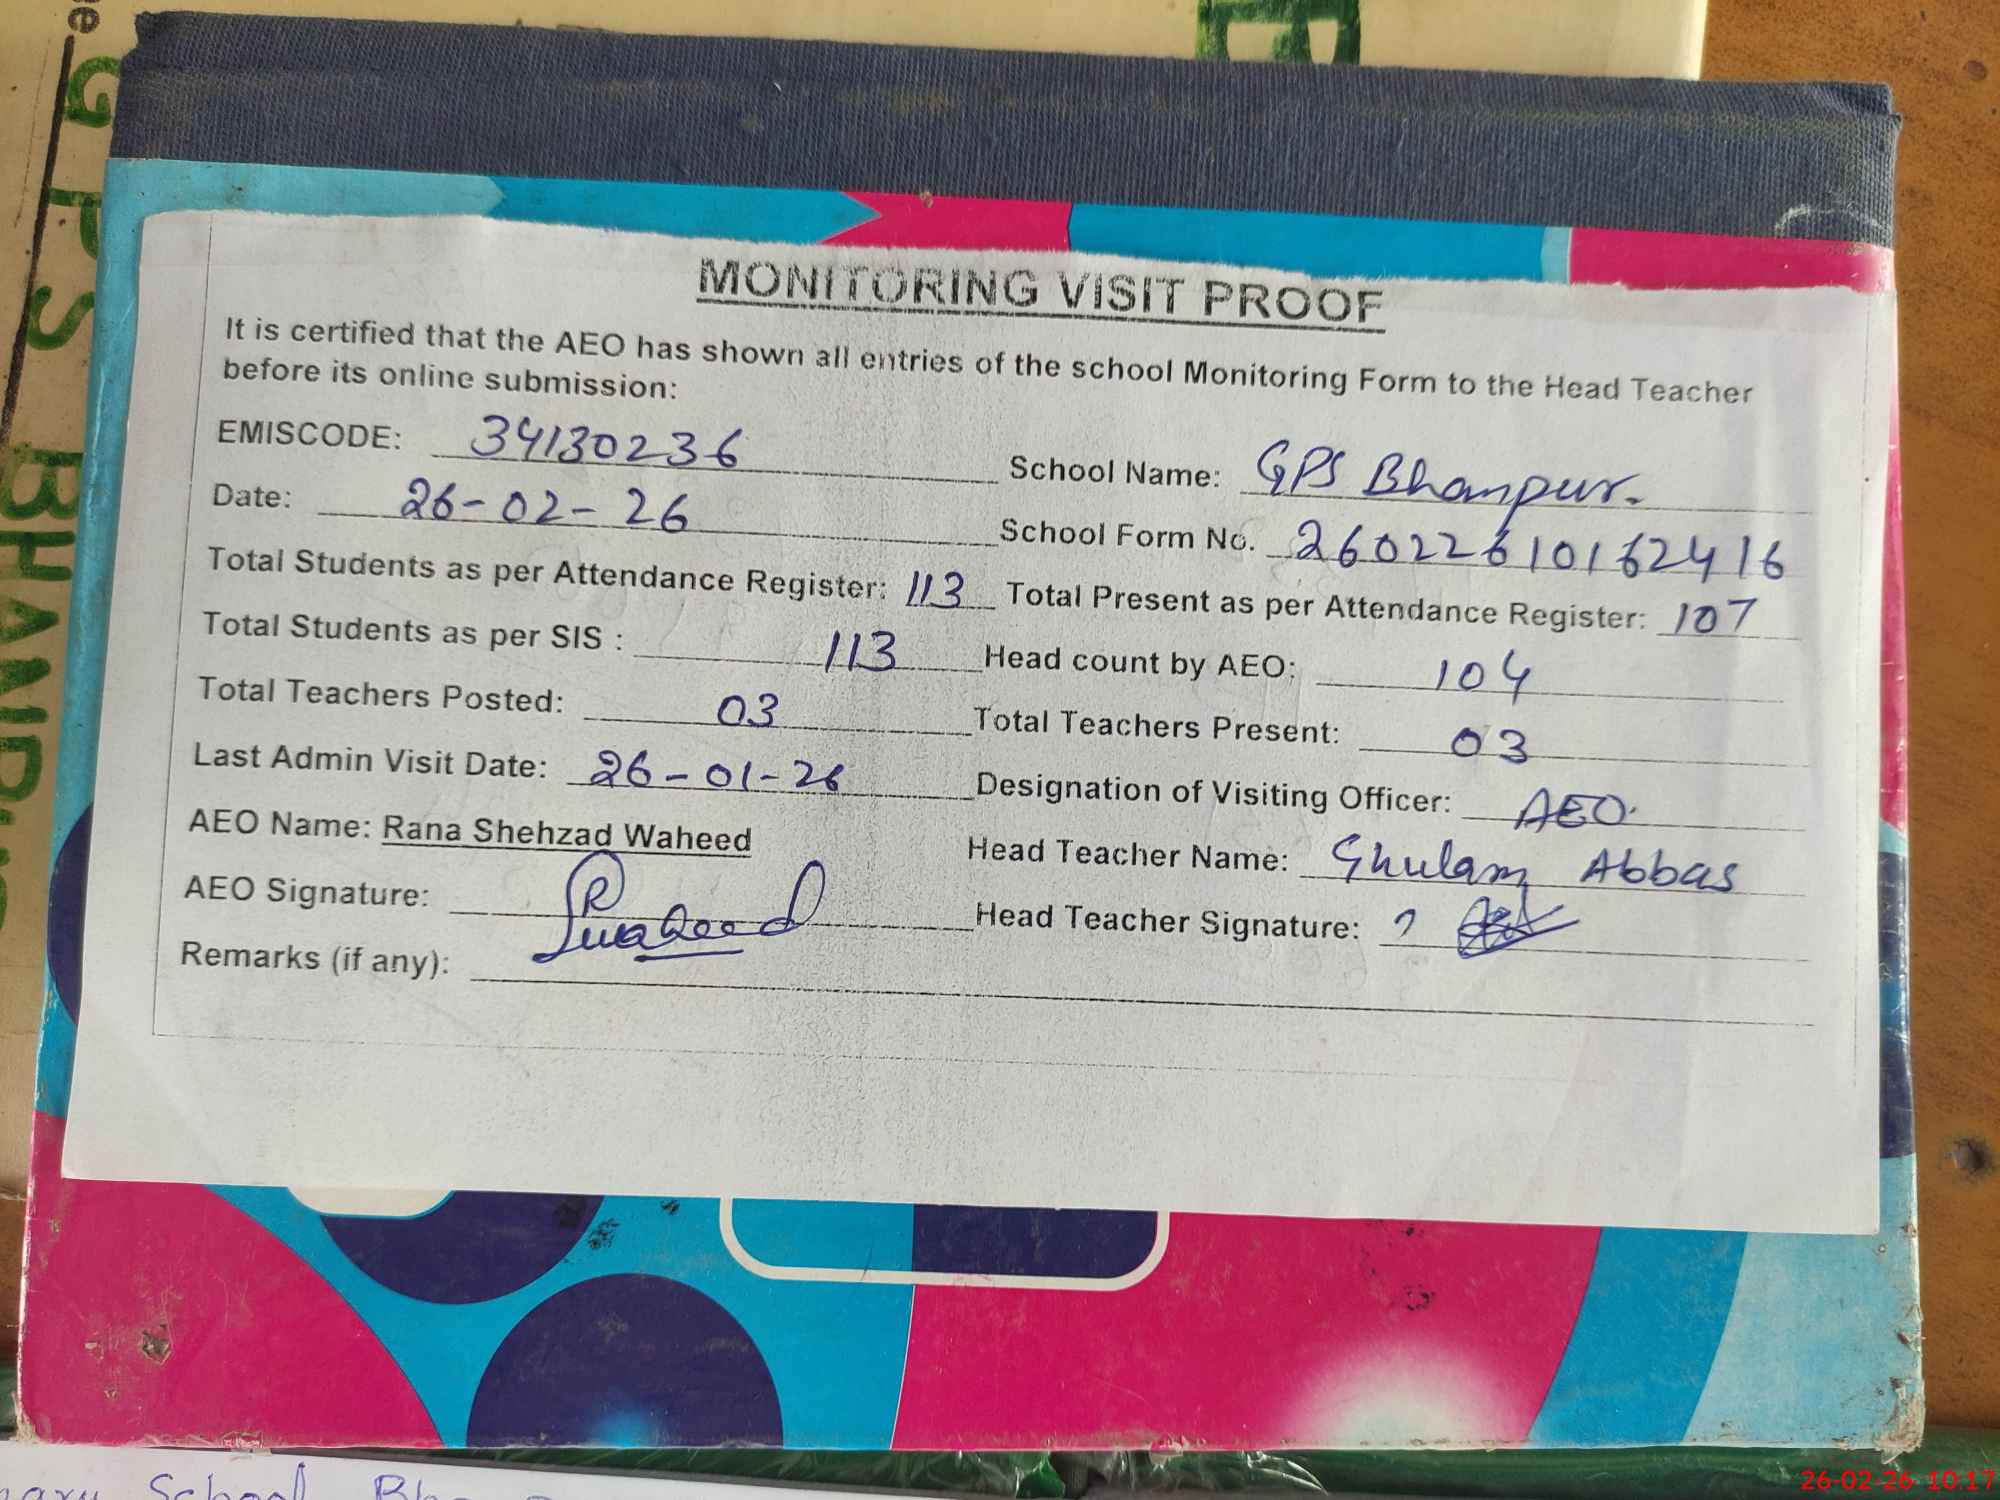 GPS BHANPUR
E
MONITORING VISIT PROOF
It is certified that the AEO has shown all entries of the school Monitoring Form to the Head Teacher
before its online submission:
EMISCODE: 34130236 School Name: GPS Bhanpur.
Date: 26-02-26 School Form No. 26022610162416
Total Students as per Attendance Register: 113 Total Present as per Attendance Register: 107
Total Students as per SIS : 113 Head count by AEO: 104
Total Teachers Posted: 03 Total Teachers Present: 03
Last Admin Visit Date: 26-01-26 Designation of Visiting Officer: AEO.
AEO Name: Rana Shehzad Waheed Head Teacher Name: Ghulam Abbas
AEO Signature: RSwaheed Head Teacher Signature:
Remarks (if any):
School
26-02-26 10:17